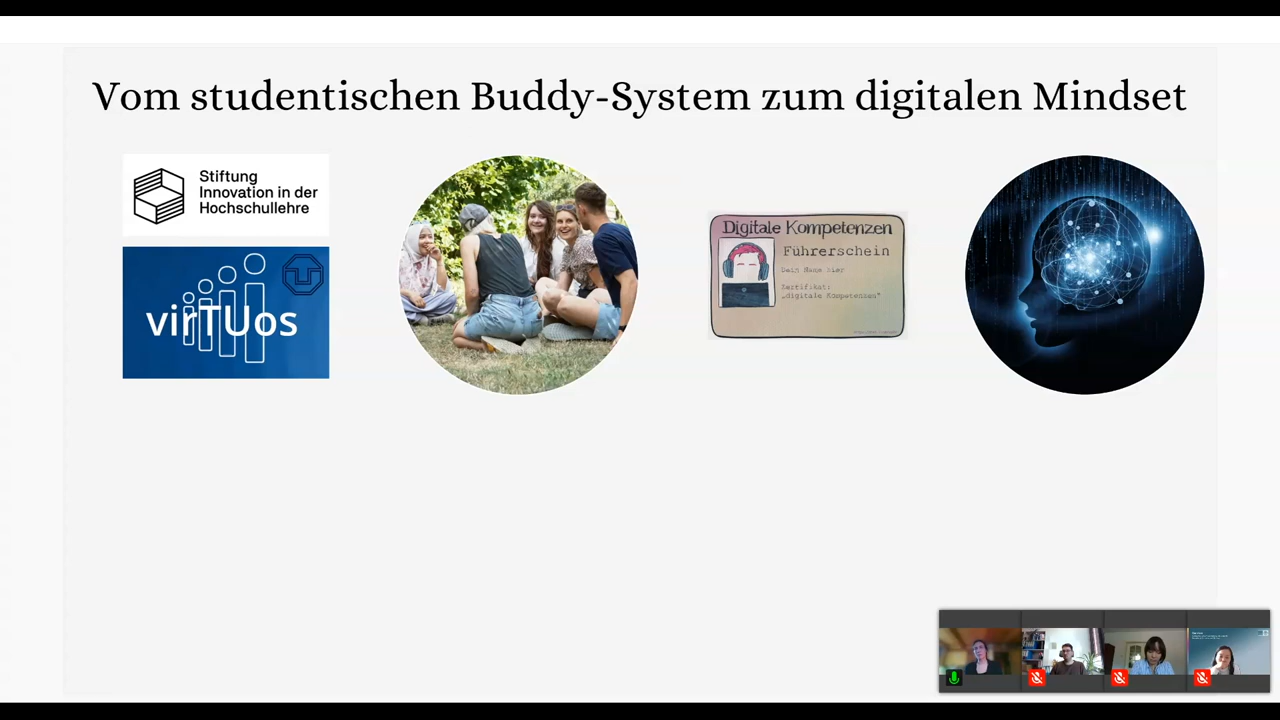 Vom studentischen Buddy-System zum digitalen Mindset
Stiftung
Innovation in der
Hochschullehre
virTUos
Digitale Kompetenzen
Führerschein
Dein Name hier
Zertifikat:
„digitale Kompetenzen"